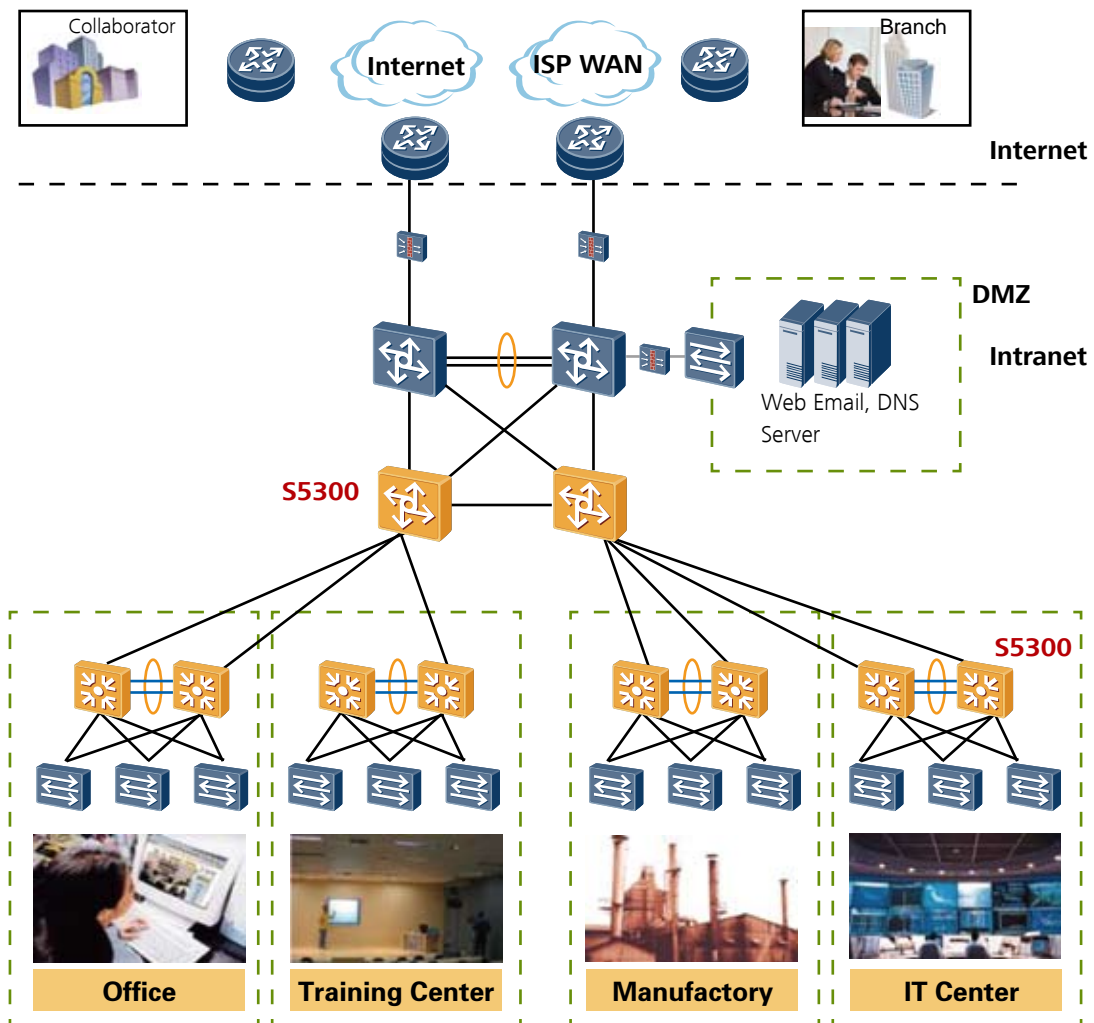 Collaborator
Internet
ISP WAN
Branch
Internet
DMZ
Intranet
Web Email, DNS
Server
S5300
S5300
Office
Training Center
Manufactory
IT Center